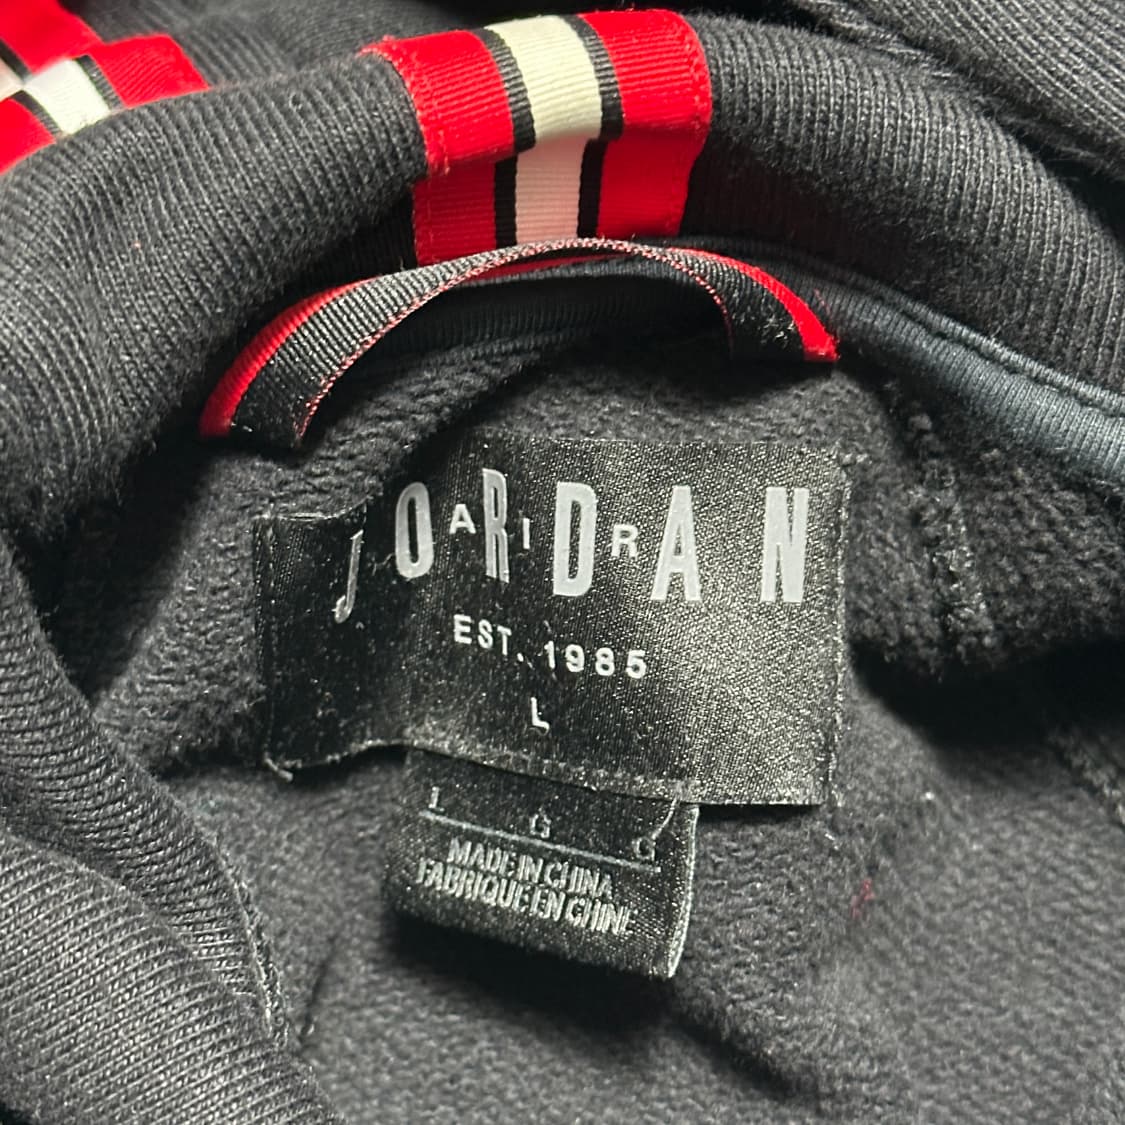 JORDAN
AIR
EST. 1985
L
L G G
MADE IN CHINA
FABRIQUE EN CHINE